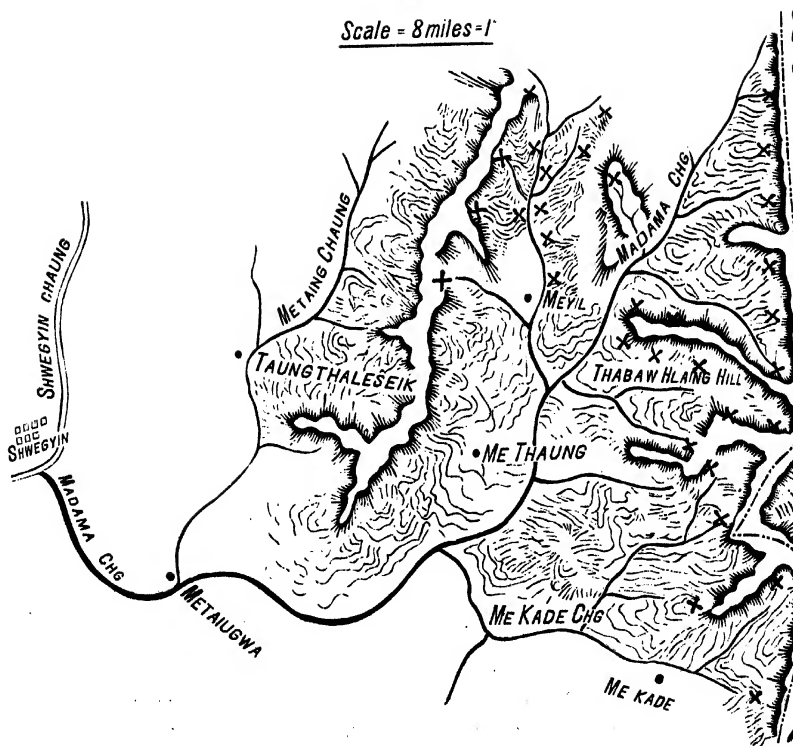 Scale = 8 miles = 1"
METAING CHAUNG
MADAMA CHG
SHWEGYIN CHAUNG
MEYIL
TAUNGTHALESEIK
THABAW HLAING HILL
SHWEGYIN
ME THAUNG
MADAMA CHG
METAIUGWA
ME KADE CHG
ME KADE